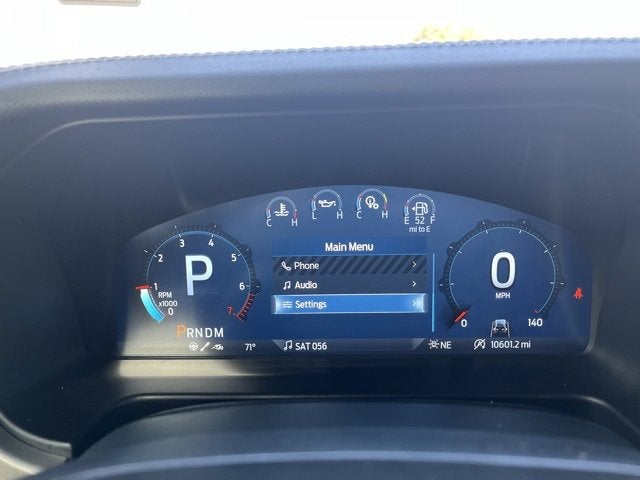 C H
L H
C H
E 52 F
mi to E
Main Menu
Phone
Audio
Settings
1 2 3 4 5 6 7
P
RPM
x1000
0
0
MPH
0 140
PRNDM
71°
SAT 056
NE
10601.2 mi